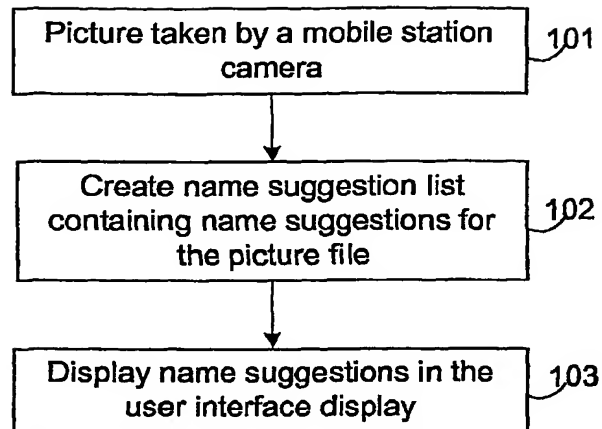 Picture taken by a mobile station
camera
101
Create name suggestion list
containing name suggestions for
the picture file
102
Display name suggestions in the
user interface display
103